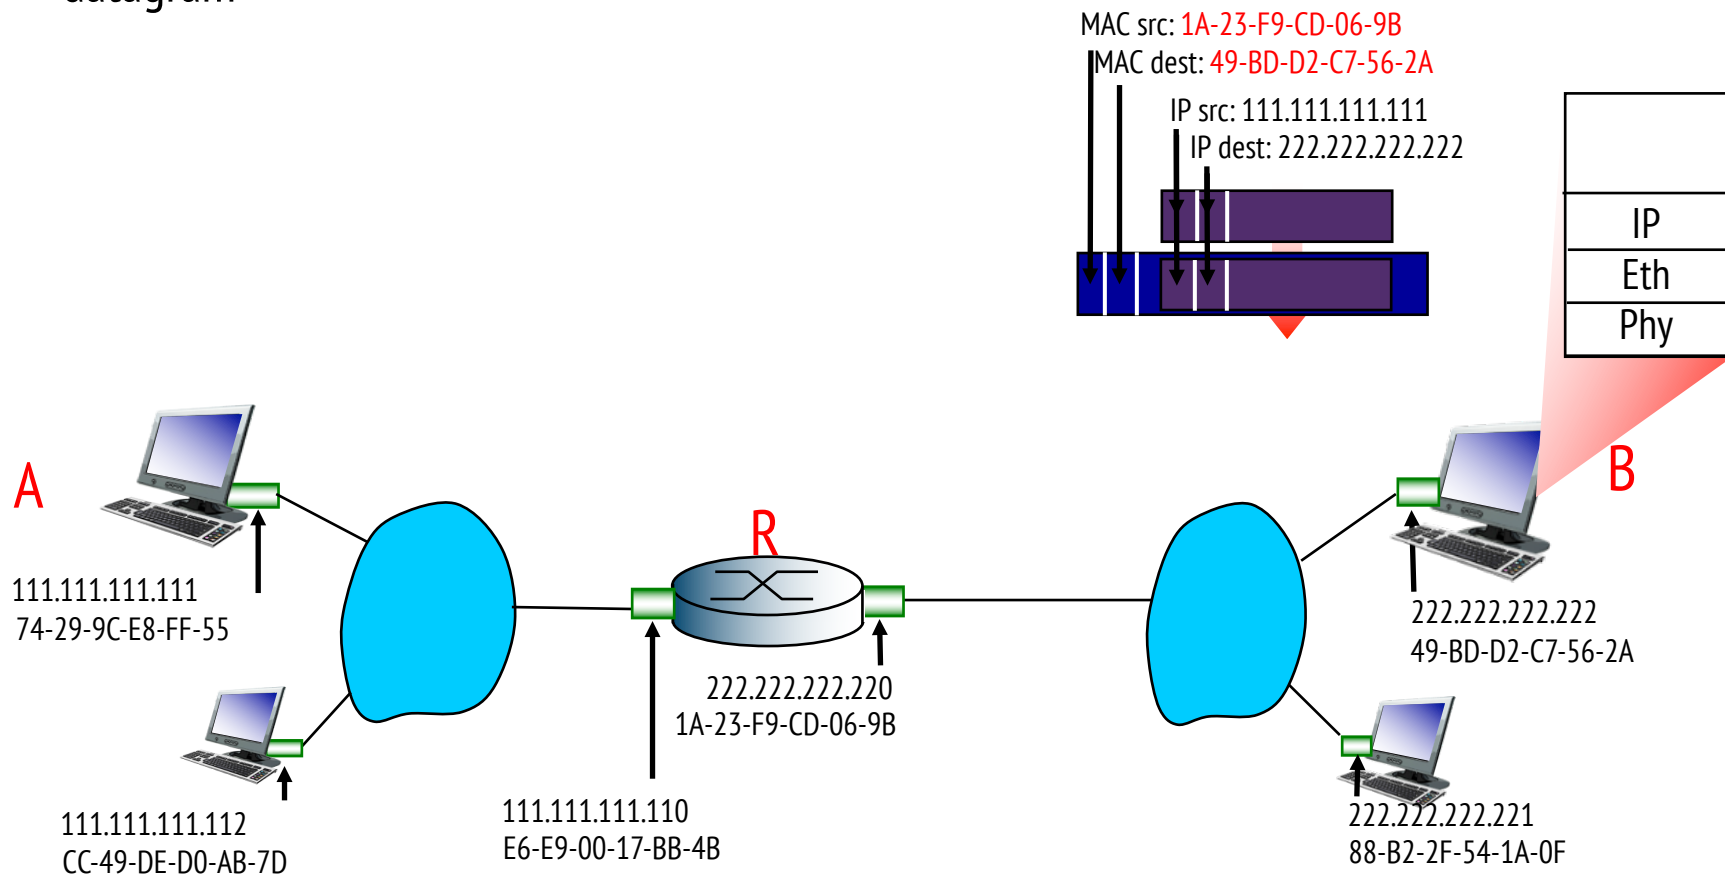 datagram
MAC src: 1A-23-F9-CD-06-9B
MAC dest: 49-BD-D2-C7-56-2A
IP src: 111.111.111.111
IP dest: 222.222.222.222
IP
Eth
Phy
A
R
B
111.111.111.111
74-29-9C-E8-FF-55
222.222.222.222
49-BD-D2-C7-56-2A
222.222.222.220
1A-23-F9-CD-06-9B
111.111.111.112
CC-49-DE-D0-AB-7D
111.111.111.110
E6-E9-00-17-BB-4B
222.222.222.221
88-B2-2F-54-1A-0F